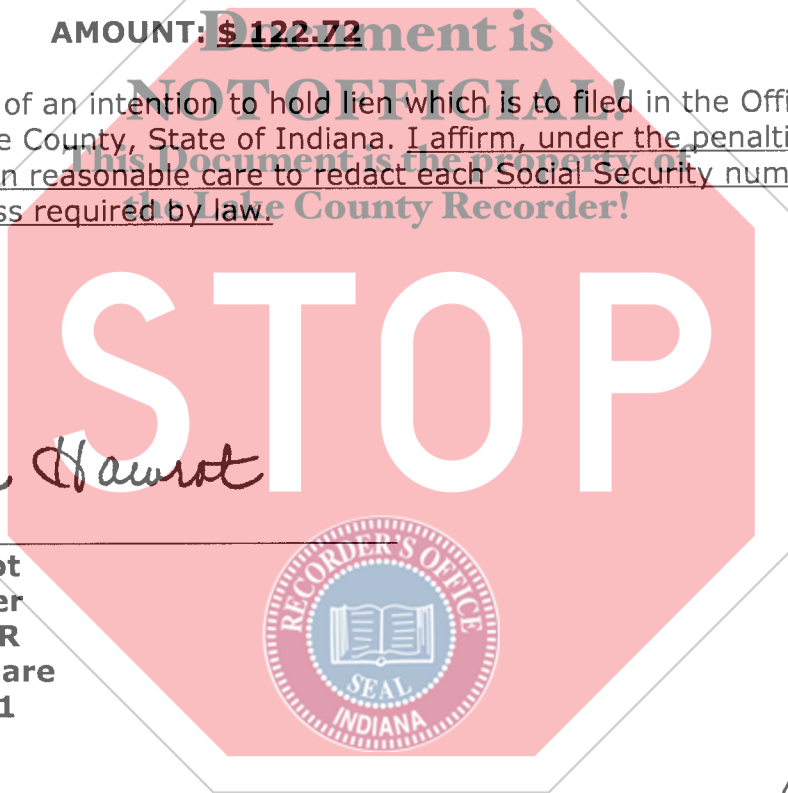 AMOUNT: $ 122.72
Document is
NOT OFFICIAL!
of an intention to hold lien which is to filed in the Offi
e County, State of Indiana. I affirm, under the penalti
This Document is the property of
n reasonable care to redact each Social Security num
the Lake County Recorder!
ss required by law.
STOP
Hawrot
ot
er
R
are
1
RECORDER'S OFFICE
SEAL
INDIANA